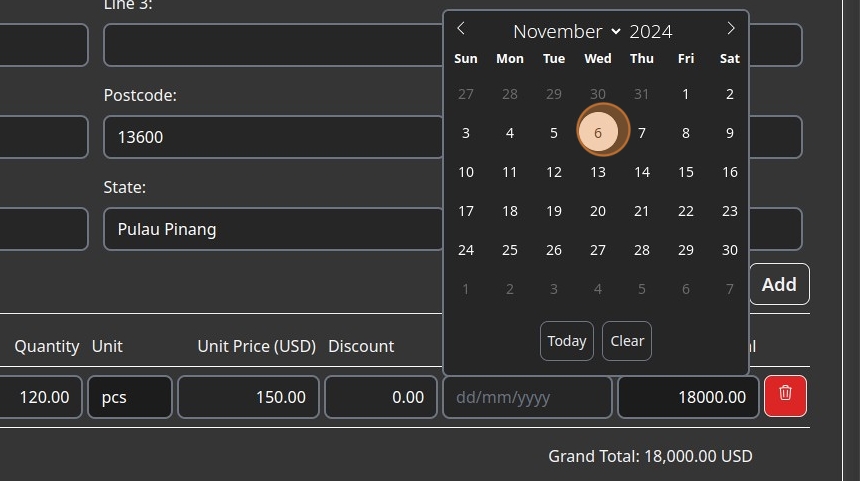 Line 3:
November 2024
Sun Mon Tue Wed Thu Fri Sat
27 28 29 30 31 1 2
Postcode:
13600
3 4 5 6 7 8 9
10 11 12 13 14 15 16
State:
Pulau Pinang
17 18 19 20 21 22 23
24 25 26 27 28 29 30
1 2 3 4 5 6 7
Add
Today Clear
Quantity Unit Unit Price (USD) Discount
120.00 pcs 150.00 0.00 dd/mm/yyyy 18000.00
Grand Total: 18,000.00 USD